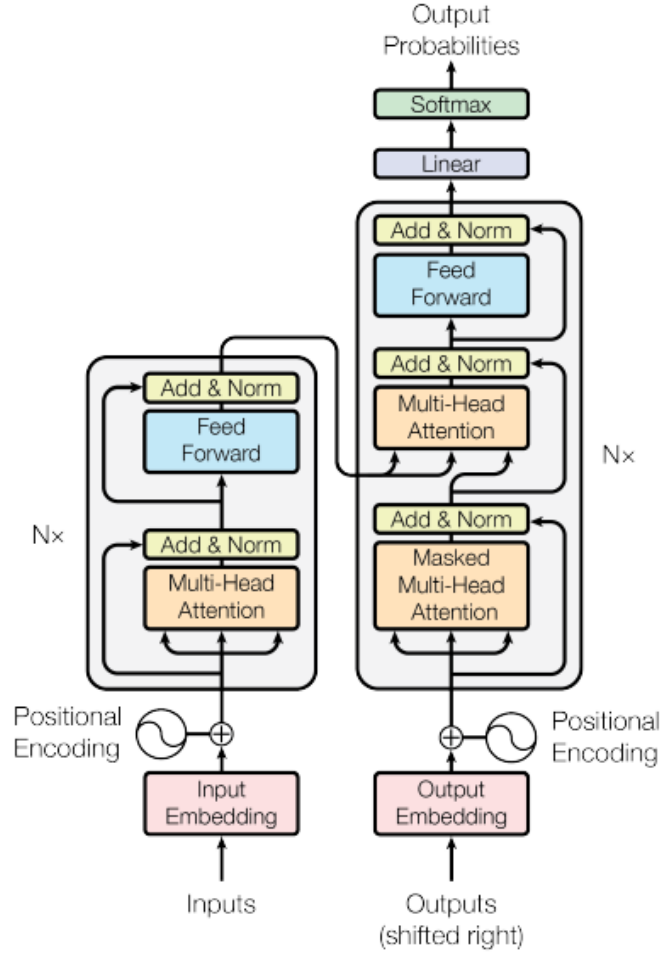 Output
Probabilities
Softmax
Linear
Add & Norm
Feed
Forward
Add & Norm
Multi-Head
Attention
Add & Norm
Masked
Multi-Head
Attention
Nx
Add & Norm
Feed
Forward
Add & Norm
Multi-Head
Attention
Nx
Positional
Encoding
Positional
Encoding
Input
Embedding
Output
Embedding
Inputs
Outputs
(shifted right)